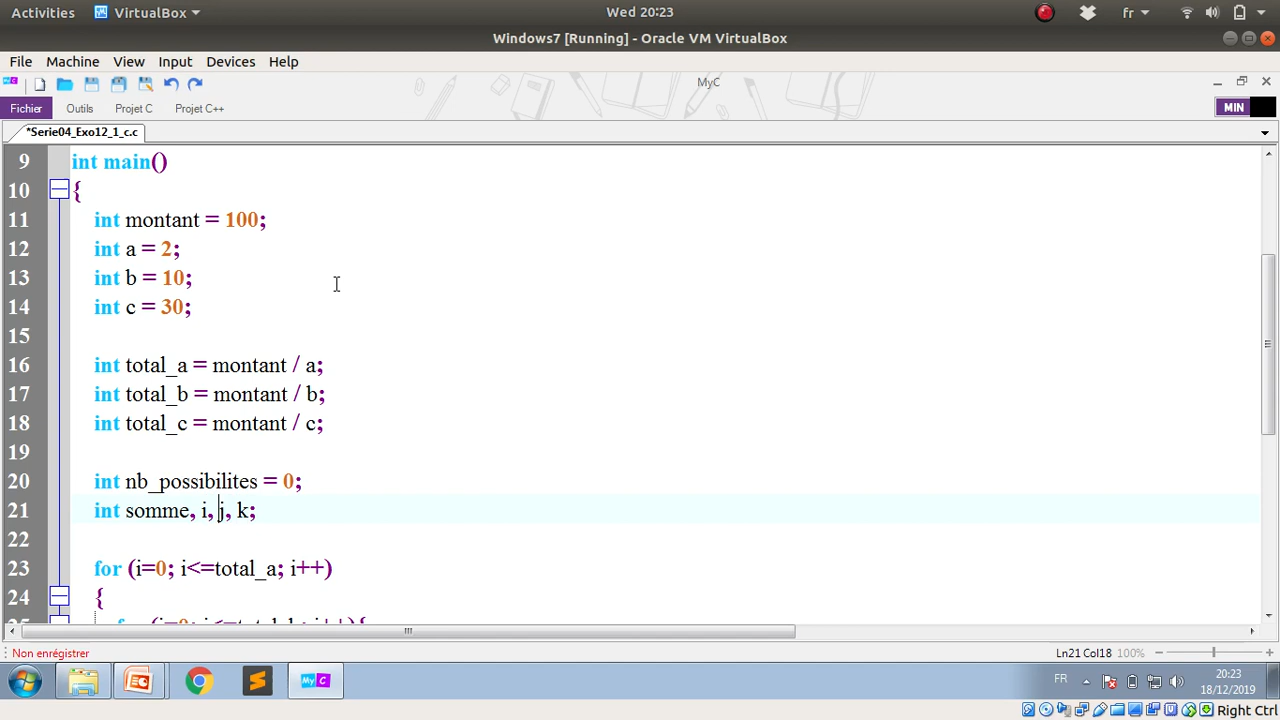 Activities VirtualBox Wed 20:23 fr
Windows7 [Running] - Oracle VM VirtualBox
File Machine View Input Devices Help
MyC
Fichier Outils Projet C Projet C++ MIN
*Serie04_Exo12_1_c.c
9 int main()
10 {
11 int montant = 100;
12 int a = 2;
13 int b = 10;
14 int c = 30;
15
16 int total_a = montant / a;
17 int total_b = montant / b;
18 int total_c = montant / c;
19
20 int nb_possibilites = 0;
21 int somme, i, j, k;
22
23 for (i=0; i<=total_a; i++)
24 {
Non enregistrer Ln21 Col18 100%
FR 20:23
18/12/2019
Right Ctrl